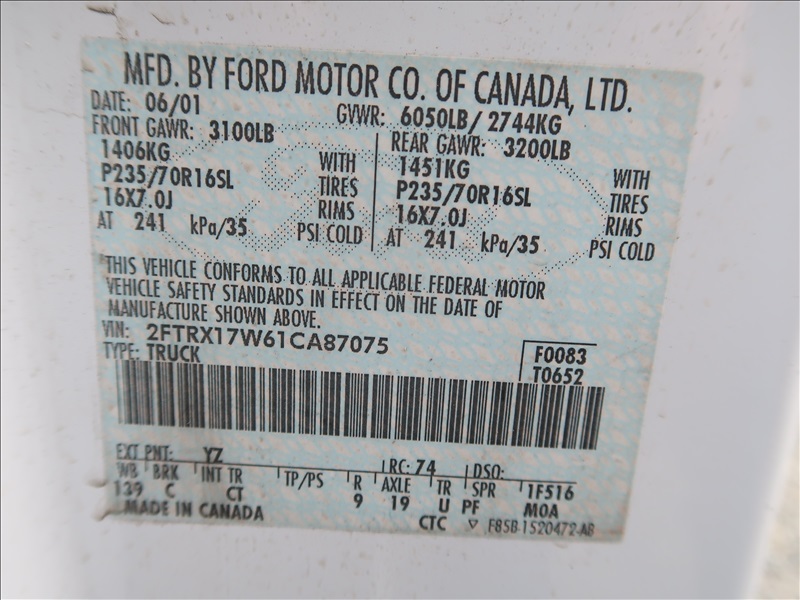 MFD. BY FORD MOTOR CO. OF CANADA, LTD.
DATE: 06/01 GVWR: 6050LB/ 2744KG
FRONT GAWR: 3100LB REAR GAWR: 3200LB
1406KG WITH 1451KG WITH
P235/70R16SL TIRES P235/70R16SL TIRES
16X7.0J RIMS 16X7.0J RIMS
AT 241 kPa/35 PSI COLD AT 241 kPa/35 PSI COLD
THIS VEHICLE CONFORMS TO ALL APPLICABLE FEDERAL MOTOR
VEHICLE SAFETY STANDARDS IN EFFECT ON THE DATE OF
MANUFACTURE SHOWN ABOVE.
VIN: 2FTRX17W61CA87075 F0083
TYPE: TRUCK T0652
EXT PNT: YZ RC: 74 DSO:
WB BRK INT TR TP/PS R AXLE TR SPR 1F516
139 C CT 9 19 U PF MOA
MADE IN CANADA CTC F85B-1520472-AB